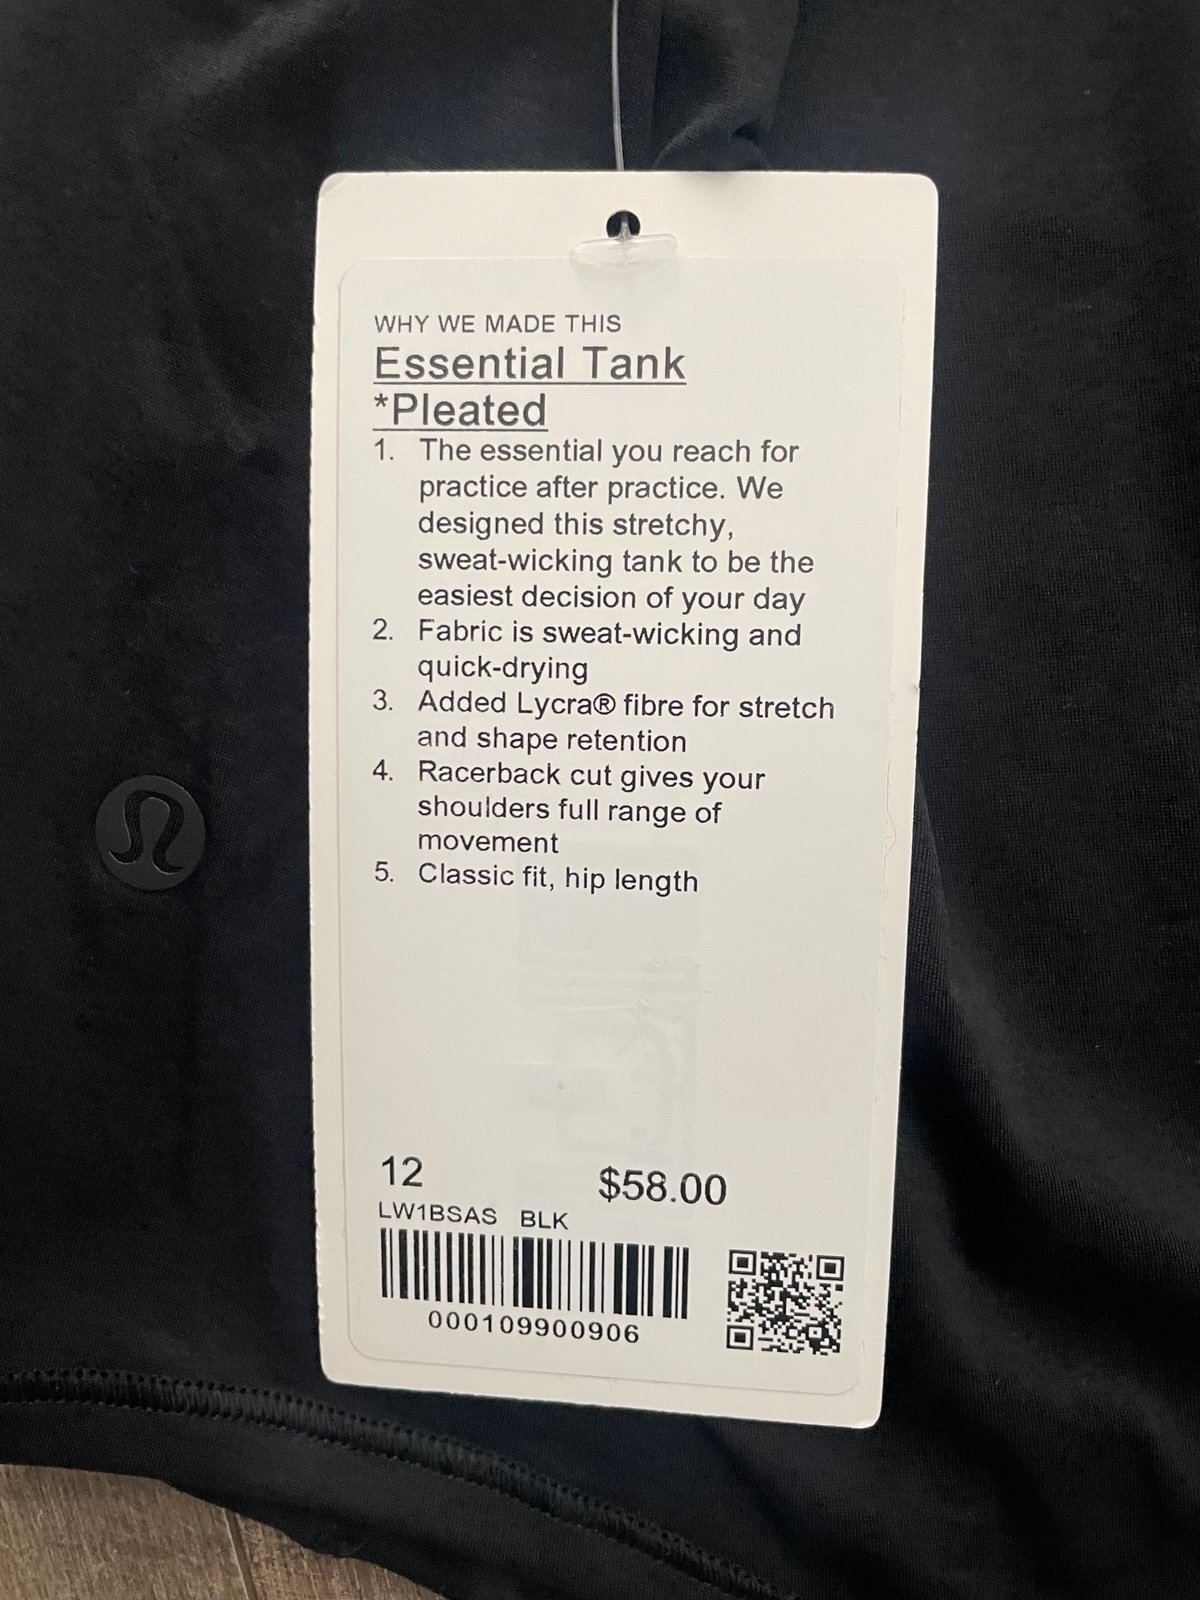 WHY WE MADE THIS
Essential Tank
*Pleated
1. The essential you reach for
practice after practice. We
designed this stretchy,
sweat-wicking tank to be the
easiest decision of your day
2. Fabric is sweat-wicking and
quick-drying
3. Added Lycra® fibre for stretch
and shape retention
4. Racerback cut gives your
shoulders full range of
movement
5. Classic fit, hip length
12 $58.00
LW1BSAS BLK
000109900906